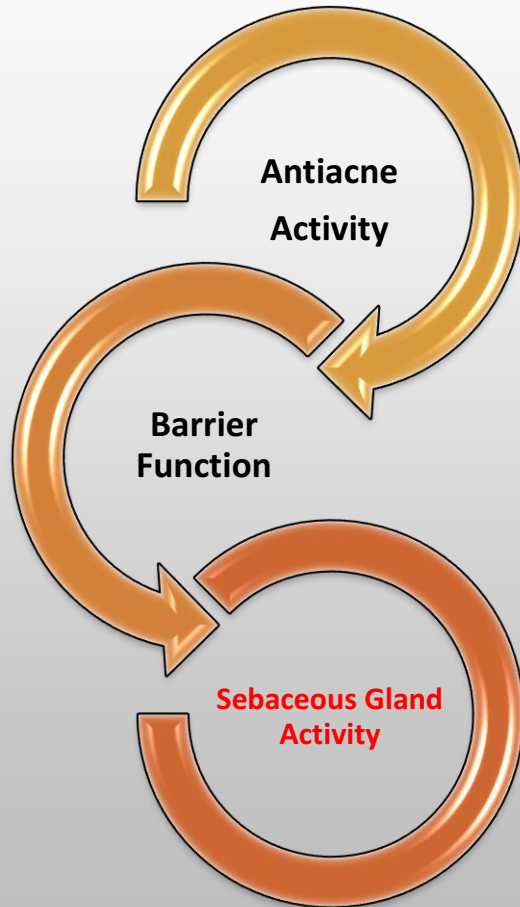 Antiacne
Activity
Barrier
Function
Sebaceous Gland
Activity